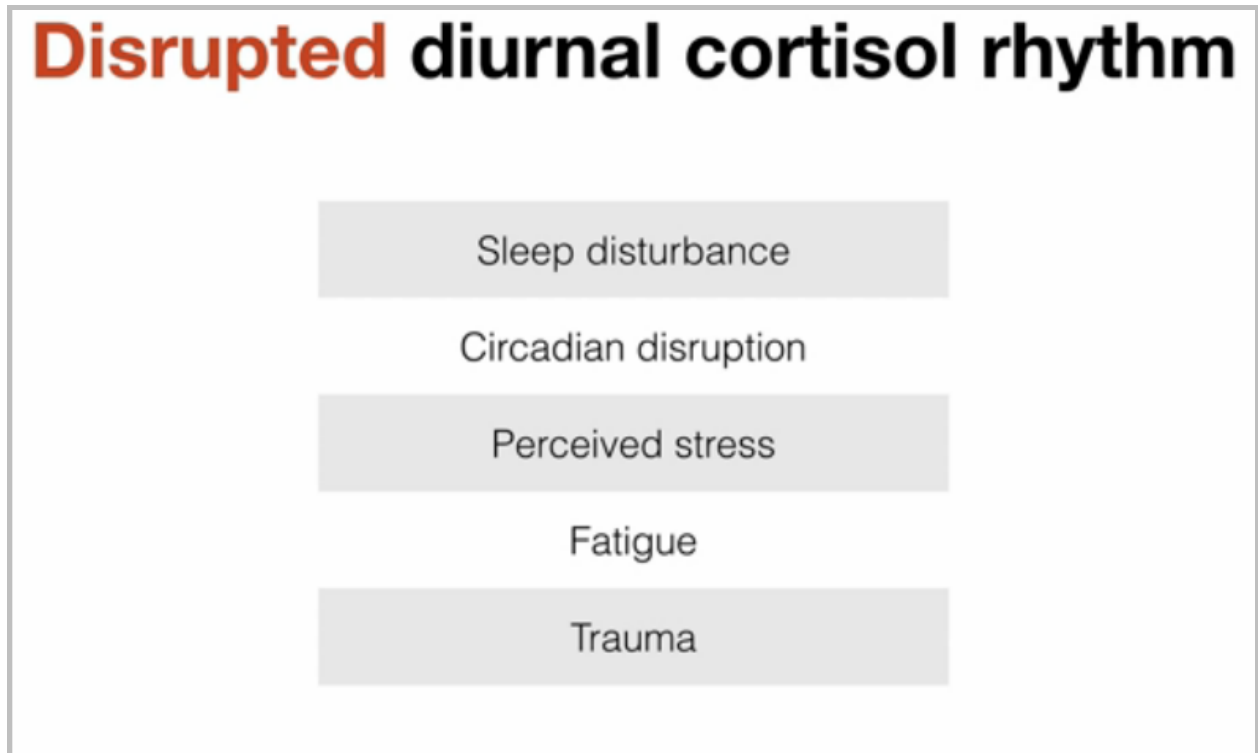 Disrupted diurnal cortisol rhythm
Sleep disturbance
Circadian disruption
Perceived stress
Fatigue
Trauma